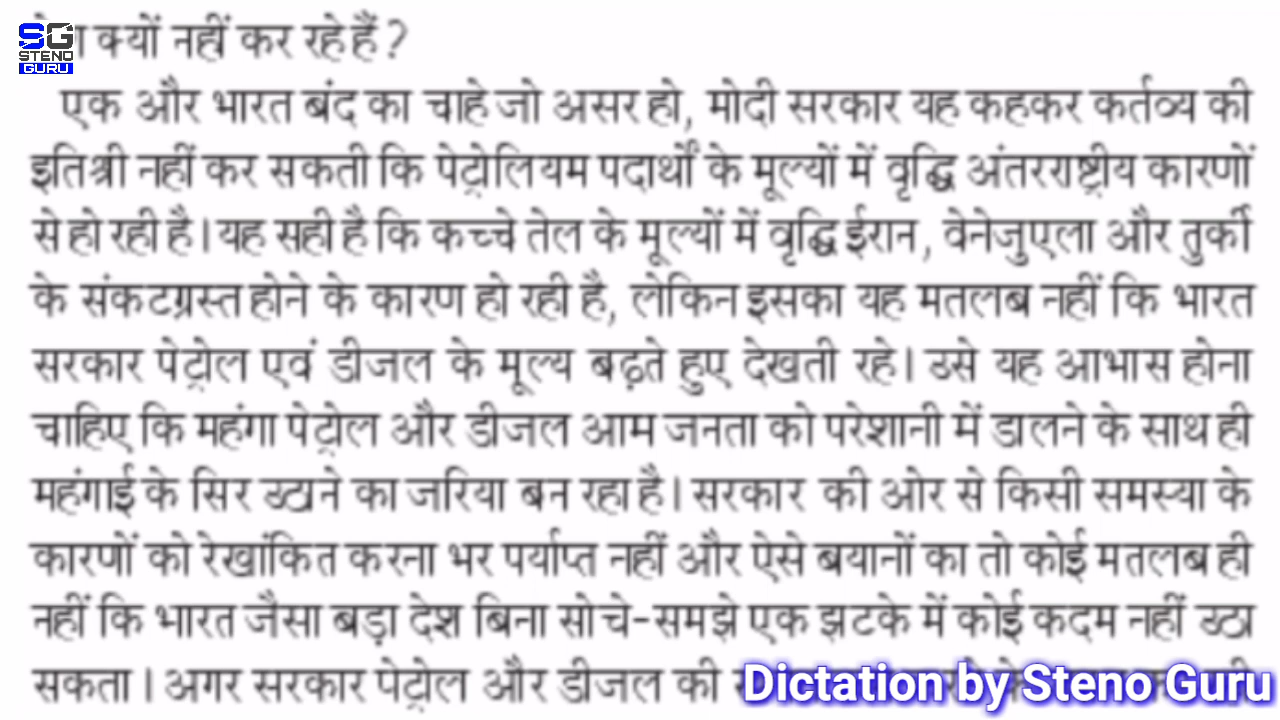 SG
STENO
GURU
क्यों नहीं कर रहे हैं ?
एक और भारत बंद का चाहे जो असर हो, मोदी सरकार यह कहकर कर्तव्य की
इतिश्री नहीं कर सकती कि पेट्रोलियम पदार्थों के मूल्यों में वृद्धि अंतरराष्ट्रीय कारणों
से हो रही है। यह सही है कि कच्चे तेल के मूल्यों में वृद्धि ईरान, वेनेजुएला और तुर्की
के संकटग्रस्त होने के कारण हो रही है, लेकिन इसका यह मतलब नहीं कि भारत
सरकार पेट्रोल एवं डीजल के मूल्य बढ़ते हुए देखती रहे। उसे यह आभास होना
चाहिए कि महंगा पेट्रोल और डीजल आम जनता को परेशानी में डालने के साथ ही
महंगाई के सिर उठाने का जरिया बन रहा है। सरकार की ओर से किसी समस्या के
कारणों को रेखांकित करना भर पर्याप्त नहीं और ऐसे बयानों का तो कोई मतलब ही
नहीं कि भारत जैसा बड़ा देश बिना सोचे-समझे एक झटके में कोई कदम नहीं उठा
सकता । अगर सरकार पेट्रोल और डीजल की
Dictation by Steno Guru